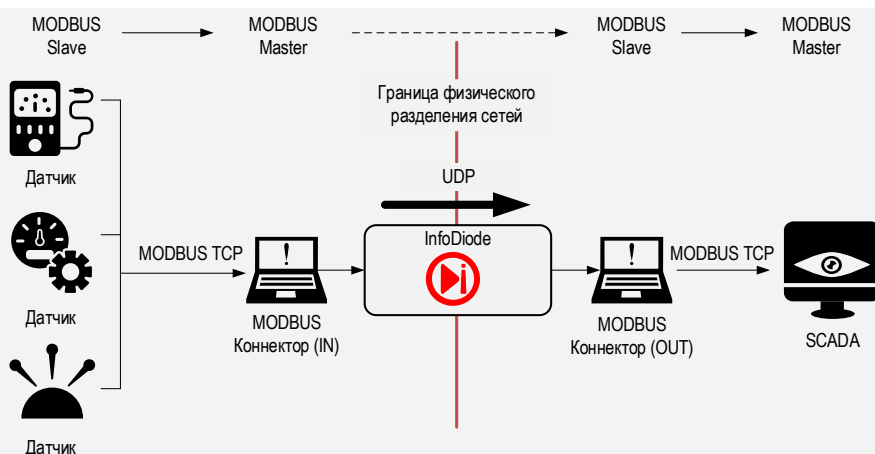 MODBUS
Slave
MODBUS
Master
MODBUS
Slave
MODBUS
Master
Граница физического
разделения сетей
Датчик
UDP
InfoDiode
MODBUS TCP
MODBUS TCP
Датчик
MODBUS
Коннектор (IN)
MODBUS
Коннектор (OUT)
SCADA
Датчик